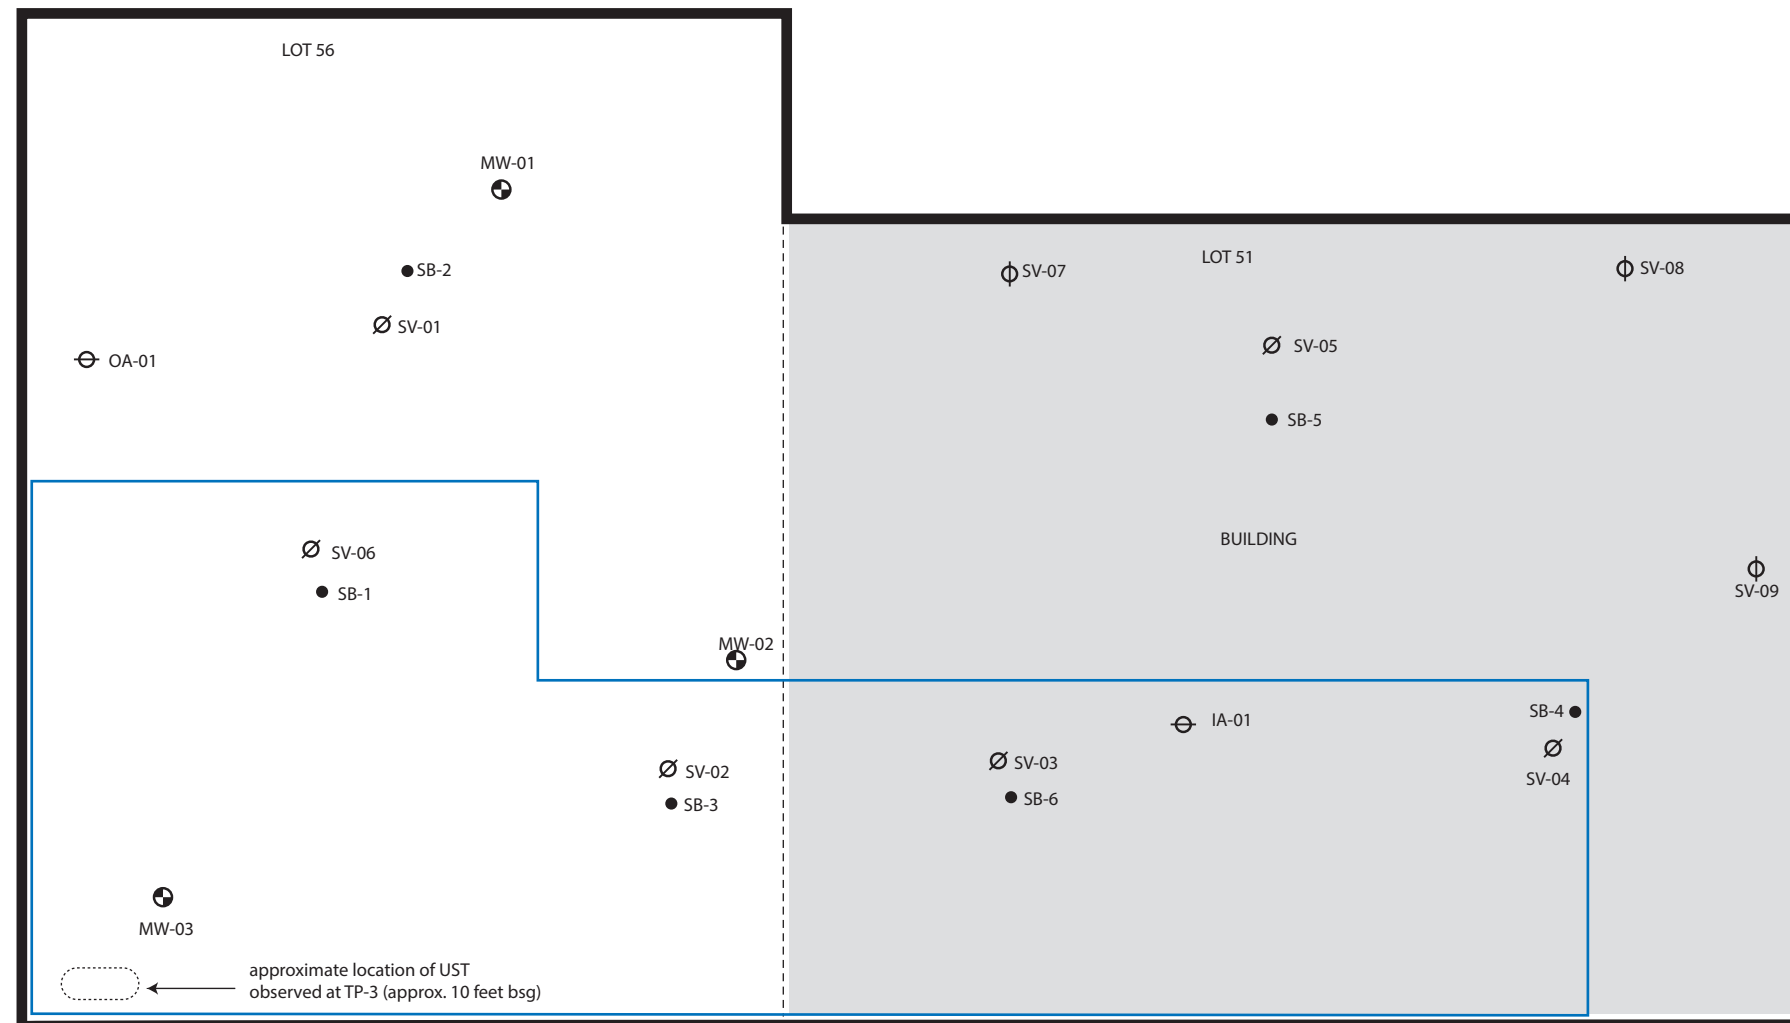 LOT 56
MW-01
SB-2
SV-01
OA-01
LOT 51
SV-07
SV-08
SV-05
SB-5
BUILDING
SV-09
SV-06
SB-1
MW-02
IA-01
SB-4
SV-03
SB-6
SV-04
SV-02
SB-3
MW-03
approximate location of UST
observed at TP-3 (approx. 10 feet bsg)